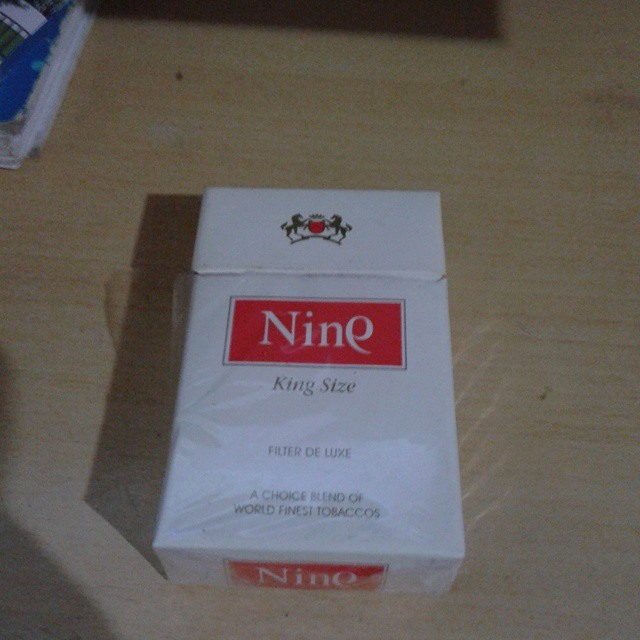 Nine
King Size
FILTER DE LUXE
A CHOICE BLEND OF
WORLD FINEST TOBACCOS
Nine